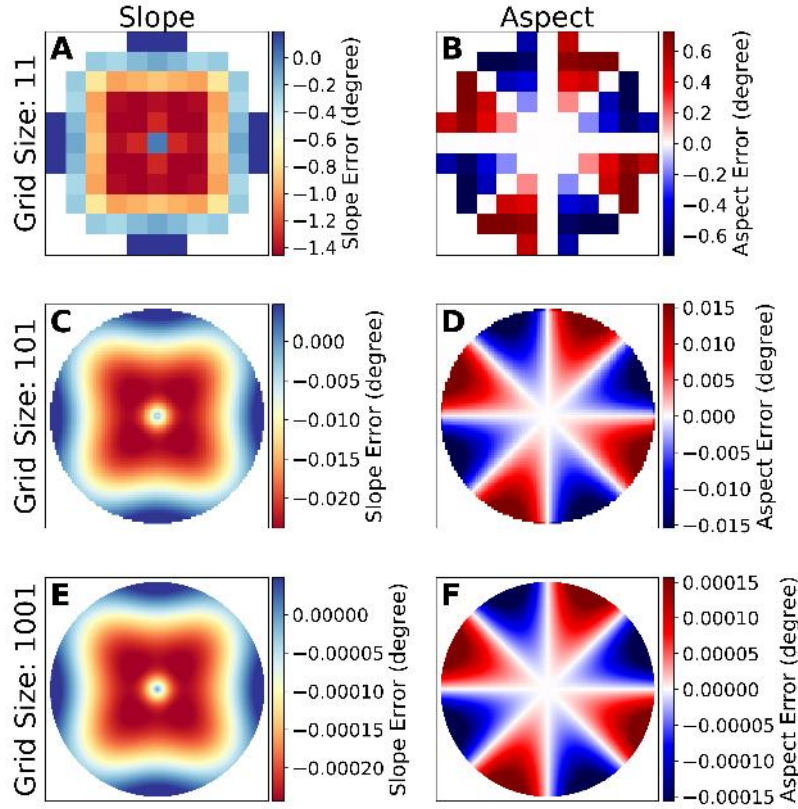 Slope
Aspect
Grid Size: 11
A
0.0
−0.2
−0.4
−0.6
−0.8
−1.0
−1.2
−1.4
Slope Error (degree)
B
0.6
0.4
0.2
0.0
−0.2
−0.4
−0.6
Aspect Error (degree)
Grid Size: 101
C
0.000
−0.005
−0.010
−0.015
−0.020
Slope Error (degree)
D
0.015
0.010
0.005
0.000
−0.005
−0.010
−0.015
Aspect Error (degree)
Grid Size: 1001
E
0.00000
−0.00005
−0.00010
−0.00015
−0.00020
Slope Error (degree)
F
0.00015
0.00010
0.00005
0.00000
−0.00005
−0.00010
−0.00015
Aspect Error (degree)